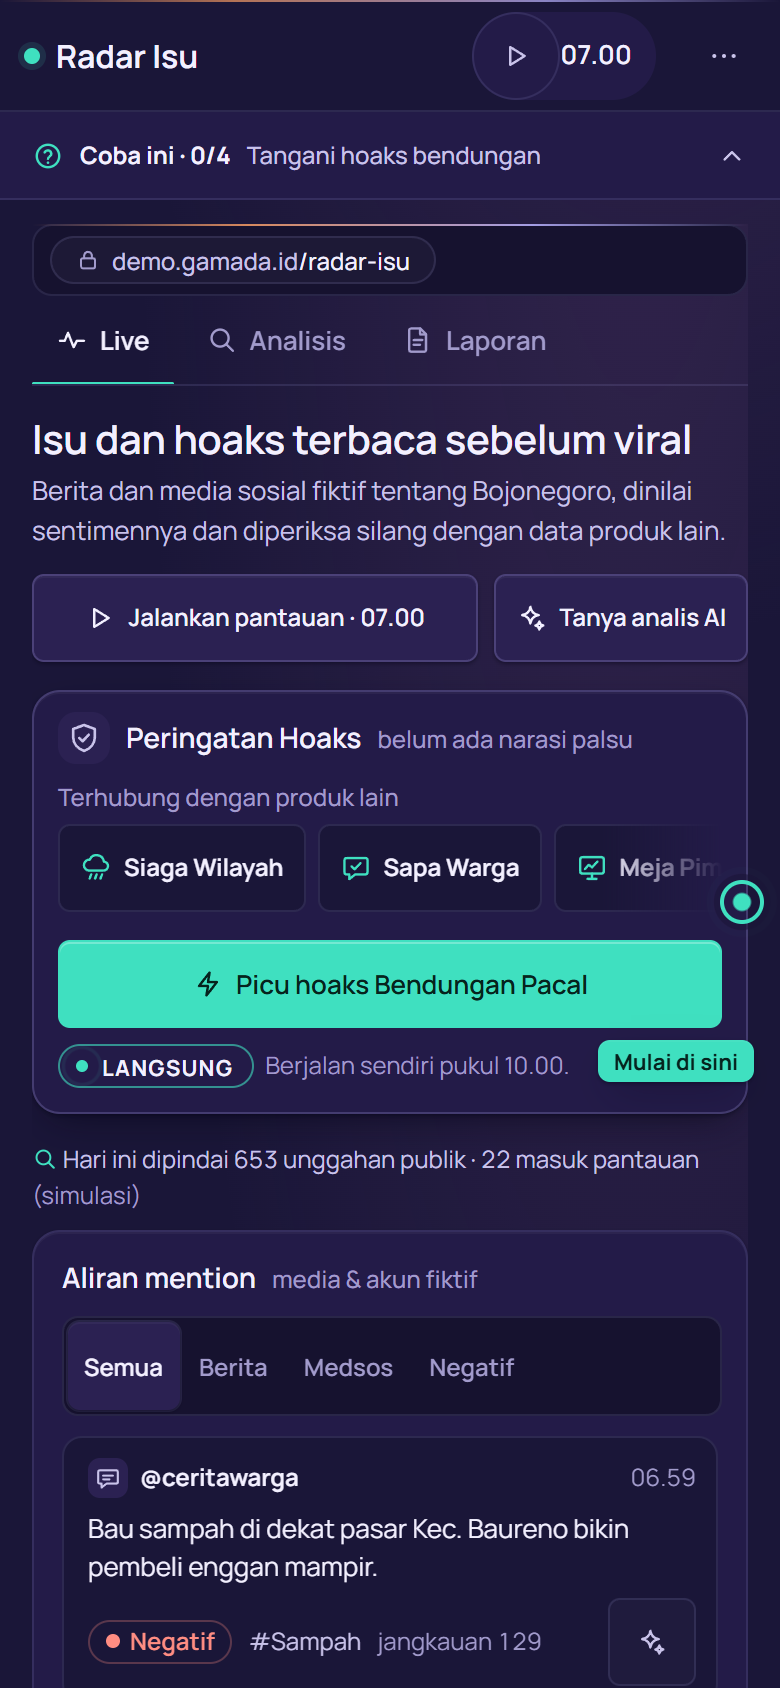 Radar Isu
07.00
Coba ini · 0/4 Tangani hoaks bendungan
demo.gamada.id/radar-isu
Live Analisis Laporan
Isu dan hoaks terbaca sebelum viral
Berita dan media sosial fiktif tentang Bojonegoro, dinilai
sentimennya dan diperiksa silang dengan data produk lain.
Jalankan pantauan · 07.00 Tanya analis AI
Peringatan Hoaks belum ada narasi palsu
Terhubung dengan produk lain
Siaga Wilayah Sapa Warga Meja Pim
Picu hoaks Bendungan Pacal
LANGSUNG Berjalan sendiri pukul 10.00. Mulai di sini
Hari ini dipindai 653 unggahan publik · 22 masuk pantauan
(simulasi)
Aliran mention media & akun fiktif
Semua Berita Medsos Negatif
@ceritawarga 06.59
Bau sampah di dekat pasar Kec. Baureno bikin
pembeli enggan mampir.
Negatif #Sampah jangkauan 129